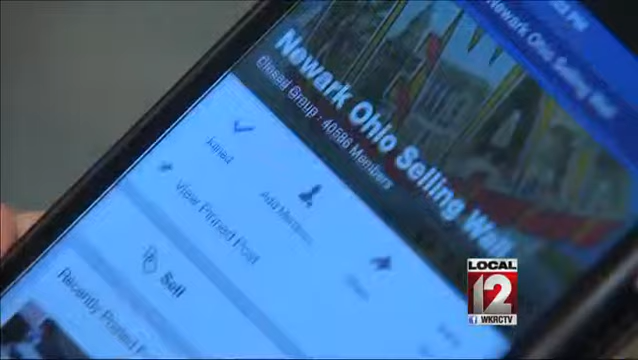 Newark Ohio Selling Wall
Newark Ohio Selling Wall
Closed Group · 40586 Members
Joined
Add Members
View Pinned Post
Sell
Recently Posted
LOCAL
12
f WKRCTV